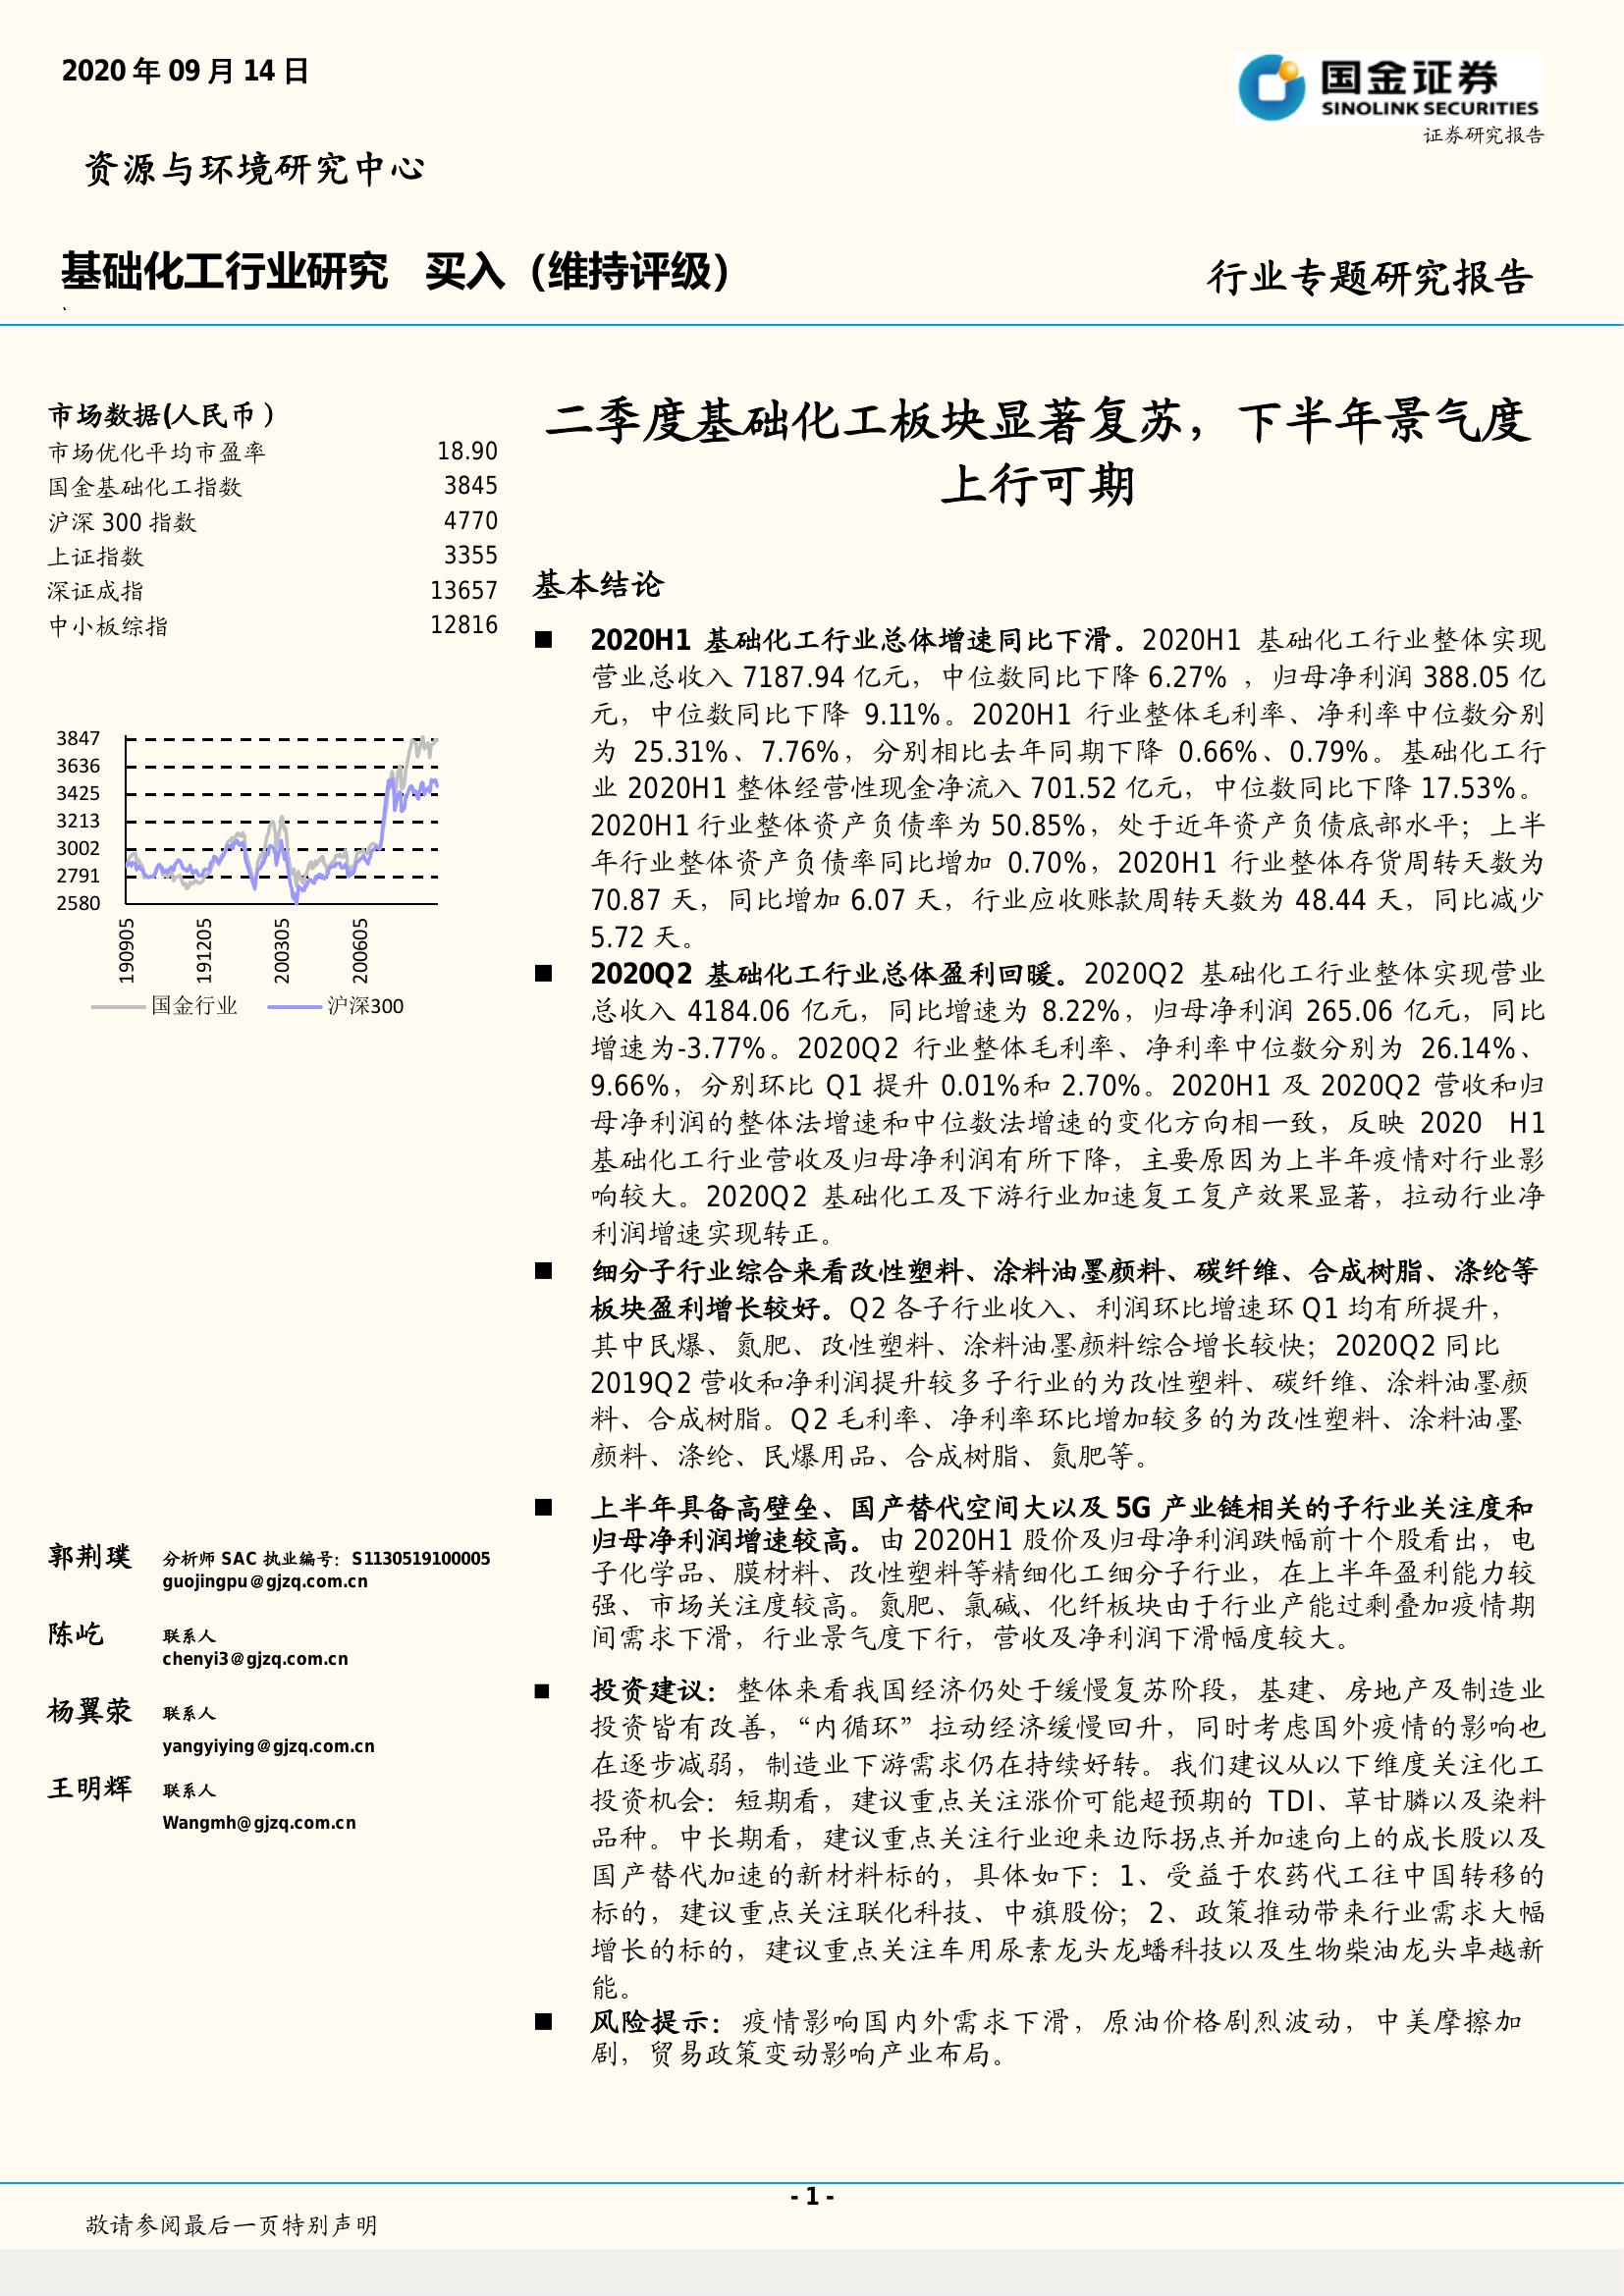 2020 年 09 月 14 日
国金证券
SINOLINK SECURITIES
证券研究报告
资源与环境研究中心
基础化工行业研究 买入（维持评级）
行业专题研究报告
、
市场数据(人民币）
市场优化平均市盈率 18.90
国金基础化工指数 3845
沪深 300 指数 4770
上证指数 3355
深证成指 13657
中小板综指 12816
3847
3636
3425
3213
3002
2791
2580
190905
191205
200305
200605
国金行业 沪深300
郭荆璞 分析师 SAC 执业编号：S1130519100005
guojingpu@gjzq.com.cn
陈屹 联系人
chenyi3@gjzq.com.cn
杨翼荥 联系人
yangyiying@gjzq.com.cn
王明辉 联系人
Wangmh@gjzq.com.cn
二季度基础化工板块显著复苏，下半年景气度
上行可期
基本结论
■ 2020H1 基础化工行业总体增速同比下滑。2020H1 基础化工行业整体实现
营业总收入 7187.94 亿元，中位数同比下降 6.27% ，归母净利润 388.05 亿
元，中位数同比下降 9.11%。2020H1 行业整体毛利率、净利率中位数分别
为 25.31%、7.76%，分别相比去年同期下降 0.66%、0.79%。基础化工行
业 2020H1 整体经营性现金净流入 701.52 亿元，中位数同比下降 17.53%。
2020H1 行业整体资产负债率为 50.85%，处于近年资产负债底部水平；上半
年行业整体资产负债率同比增加 0.70%，2020H1 行业整体存货周转天数为
70.87 天，同比增加 6.07 天，行业应收账款周转天数为 48.44 天，同比减少
5.72 天。
■ 2020Q2 基础化工行业总体盈利回暖。2020Q2 基础化工行业整体实现营业
总收入 4184.06 亿元，同比增速为 8.22%，归母净利润 265.06 亿元，同比
增速为-3.77%。2020Q2 行业整体毛利率、净利率中位数分别为 26.14%、
9.66%，分别环比 Q1 提升 0.01%和 2.70%。2020H1 及 2020Q2 营收和归
母净利润的整体法增速和中位数法增速的变化方向相一致，反映 2020 H1
基础化工行业营收及归母净利润有所下降，主要原因为上半年疫情对行业影
响较大。2020Q2 基础化工及下游行业加速复工复产效果显著，拉动行业净
利润增速实现转正。
■ 细分子行业综合来看改性塑料、涂料油墨颜料、碳纤维、合成树脂、涤纶等
板块盈利增长较好。Q2 各子行业收入、利润环比增速环 Q1 均有所提升，
其中民爆、氮肥、改性塑料、涂料油墨颜料综合增长较快；2020Q2 同比
2019Q2 营收和净利润提升较多子行业的为改性塑料、碳纤维、涂料油墨颜
料、合成树脂。Q2 毛利率、净利率环比增加较多的为改性塑料、涂料油墨
颜料、涤纶、民爆用品、合成树脂、氮肥等。
■ 上半年具备高壁垒、国产替代空间大以及 5G 产业链相关的子行业关注度和
归母净利润增速较高。由 2020H1 股价及归母净利润跌幅前十个股看出，电
子化学品、膜材料、改性塑料等精细化工细分子行业，在上半年盈利能力较
强、市场关注度较高。氮肥、氯碱、化纤板块由于行业产能过剩叠加疫情期
间需求下滑，行业景气度下行，营收及净利润下滑幅度较大。
■ 投资建议：整体来看我国经济仍处于缓慢复苏阶段，基建、房地产及制造业
投资皆有改善，“内循环”拉动经济缓慢回升，同时考虑国外疫情的影响也
在逐步减弱，制造业下游需求仍在持续好转。我们建议从以下维度关注化工
投资机会：短期看，建议重点关注涨价可能超预期的 TDI、草甘膦以及染料
品种。中长期看，建议重点关注行业迎来边际拐点并加速向上的成长股以及
国产替代加速的新材料标的，具体如下：1、受益于农药代工往中国转移的
标的，建议重点关注联化科技、中旗股份；2、政策推动带来行业需求大幅
增长的标的，建议重点关注车用尿素龙头龙蟠科技以及生物柴油龙头卓越新
能。
■ 风险提示：疫情影响国内外需求下滑，原油价格剧烈波动，中美摩擦加
剧，贸易政策变动影响产业布局。
- 1 -
敬请参阅最后一页特别声明